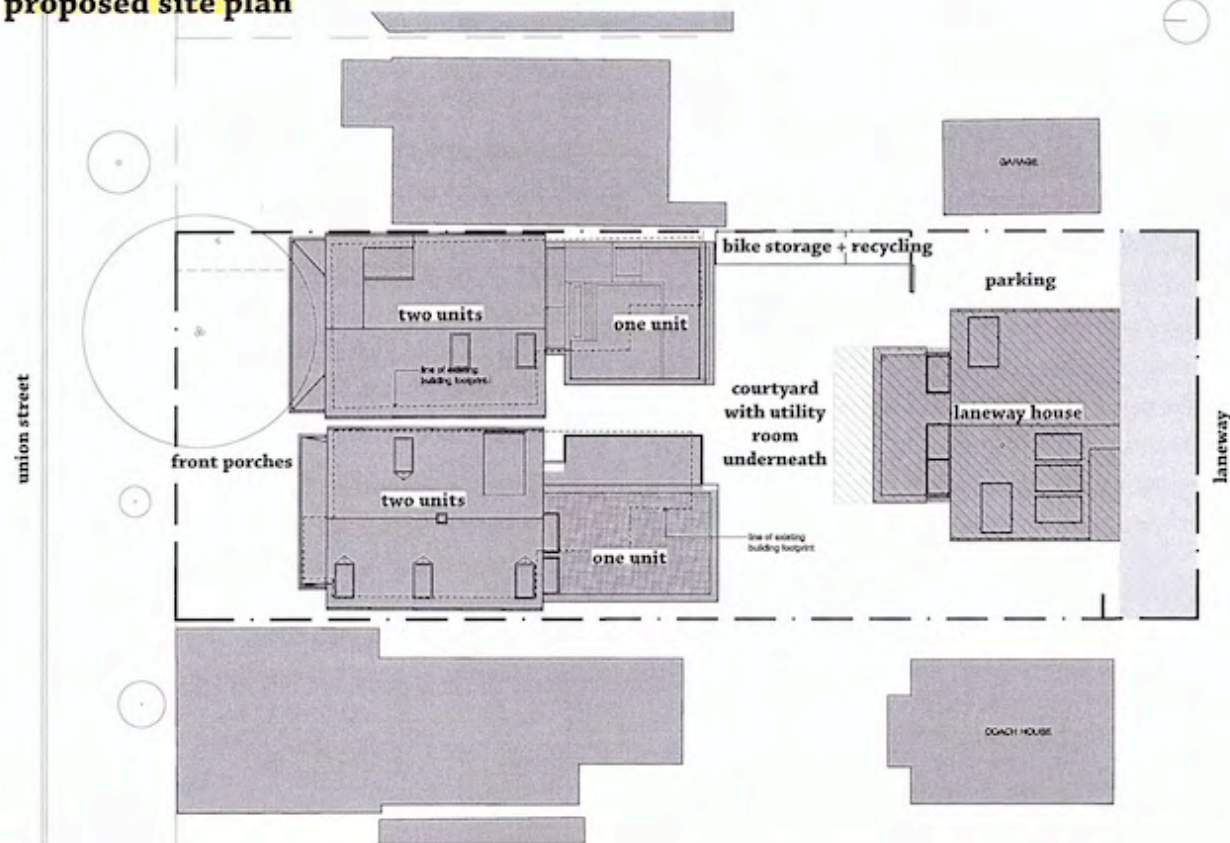 proposed site plan
GARAGE
bike storage + recycling
parking
two units
one unit
line of existing
building footprint
courtyard
with utility
room
underneath
laneway house
union street
laneway
front porches
two units
one unit
line of existing
building footprint
COACH HOUSE